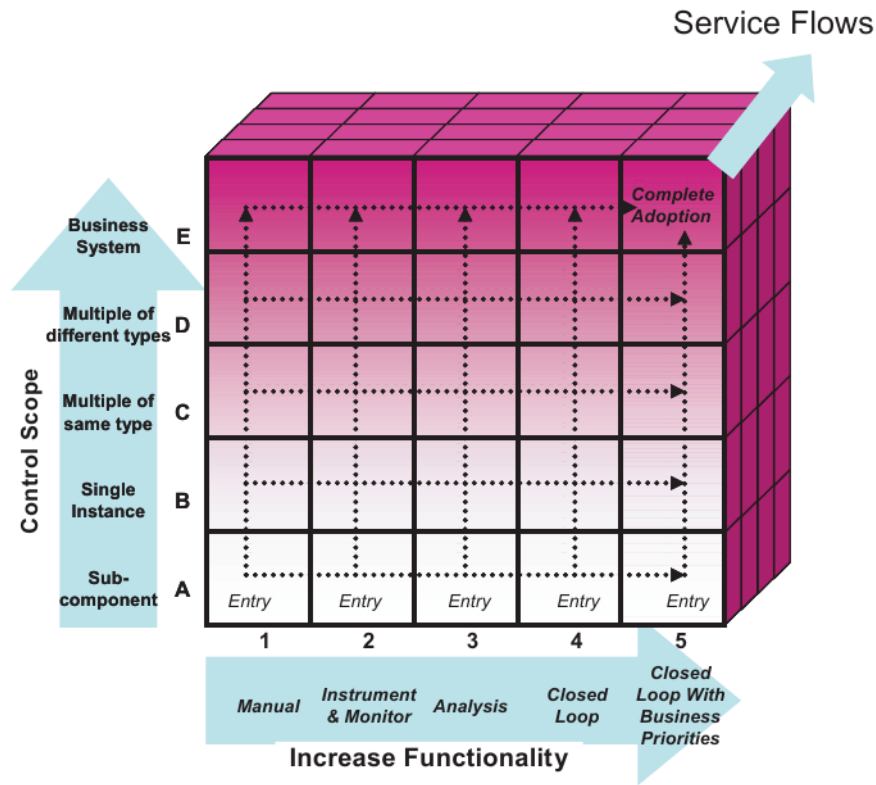 Service Flows
Complete
Adoption
Business
System
E
Multiple of
different types
D
Multiple of
same type
C
Single
Instance
B
Sub-
component
A
Control Scope
Entry Entry Entry Entry Entry
1 2 3 4 5
Manual
Instrument
& Monitor
Analysis
Closed
Loop
Closed
Loop With
Business
Priorities
Increase Functionality